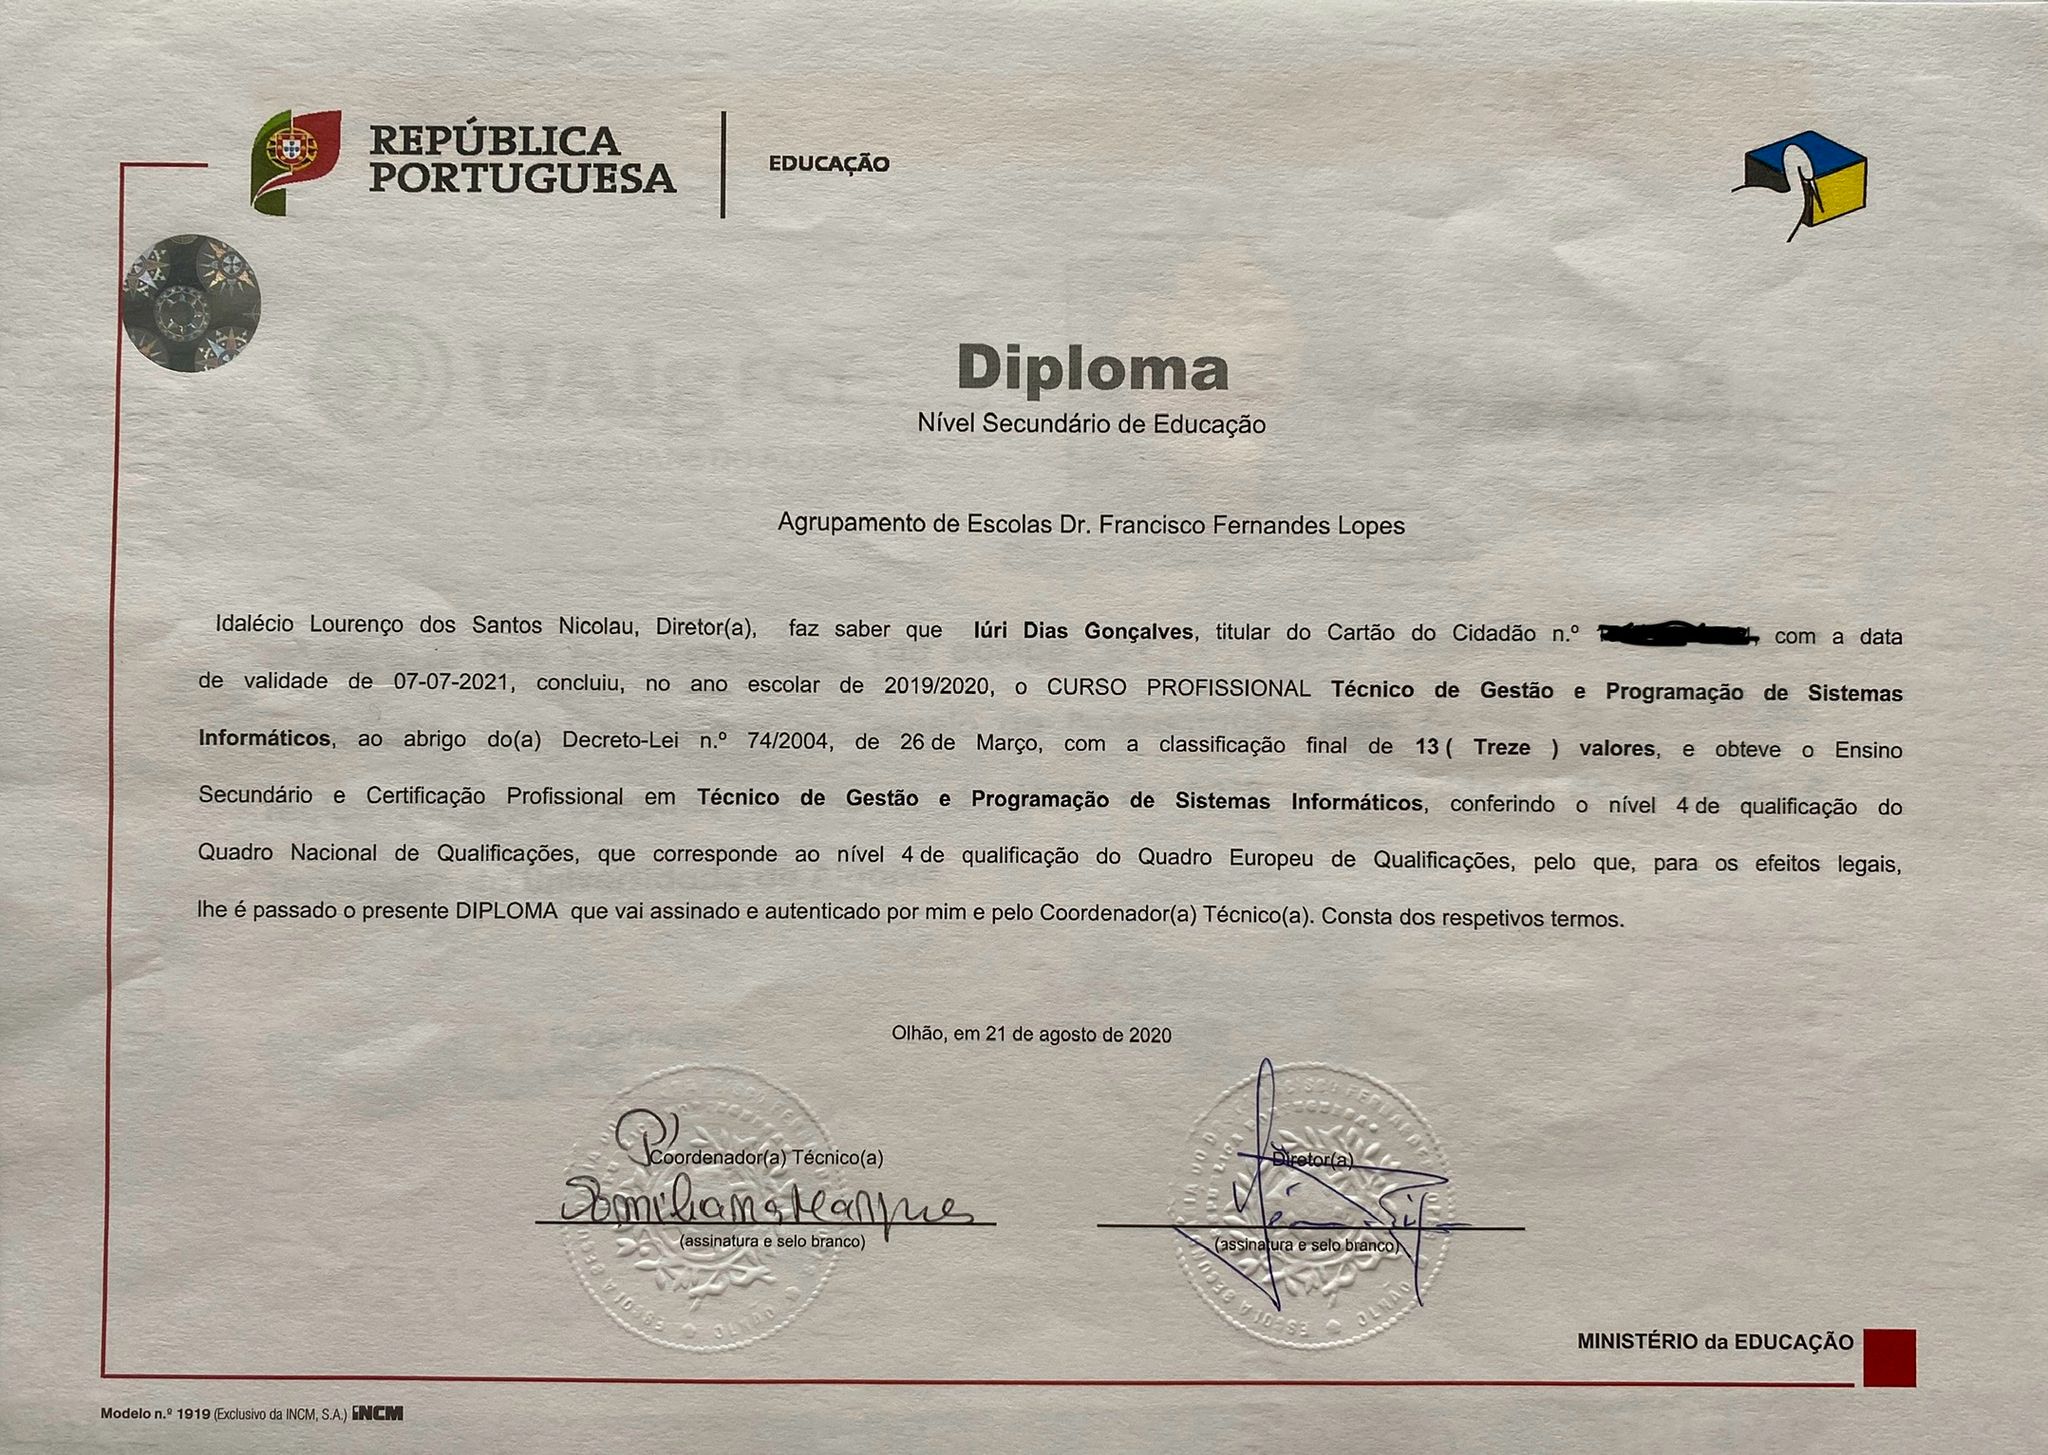 REPÚBLICA
PORTUGUESA
EDUCAÇÃO
Diploma
Nível Secundário de Educação
Agrupamento de Escolas Dr. Francisco Fernandes Lopes
Idalécio Lourenço dos Santos Nicolau, Diretor(a), faz saber que Iúri Dias Gonçalves, titular do Cartão do Cidadão n.º , com a data
de validade de 07-07-2021, concluiu, no ano escolar de 2019/2020, o CURSO PROFISSIONAL Técnico de Gestão e Programação de Sistemas
Informáticos, ao abrigo do(a) Decreto-Lei n.º 74/2004, de 26 de Março, com a classificação final de 13 ( Treze ) valores, e obteve o Ensino
Secundário e Certificação Profissional em Técnico de Gestão e Programação de Sistemas Informáticos, conferindo o nível 4 de qualificação do
Quadro Nacional de Qualificações, que corresponde ao nível 4 de qualificação do Quadro Europeu de Qualificações, pelo que, para os efeitos legais,
lhe é passado o presente DIPLOMA que vai assinado e autenticado por mim e pelo Coordenador(a) Técnico(a). Consta dos respetivos termos.
Olhão, em 21 de agosto de 2020
Coordenador(a) Técnico(a)
Diretor(a)
(assinatura e selo branco)
(assinatura e selo branco)
MINISTÉRIO da EDUCAÇÃO
Modelo n.º 1919 (Exclusivo da INCM, S.A.) INCM